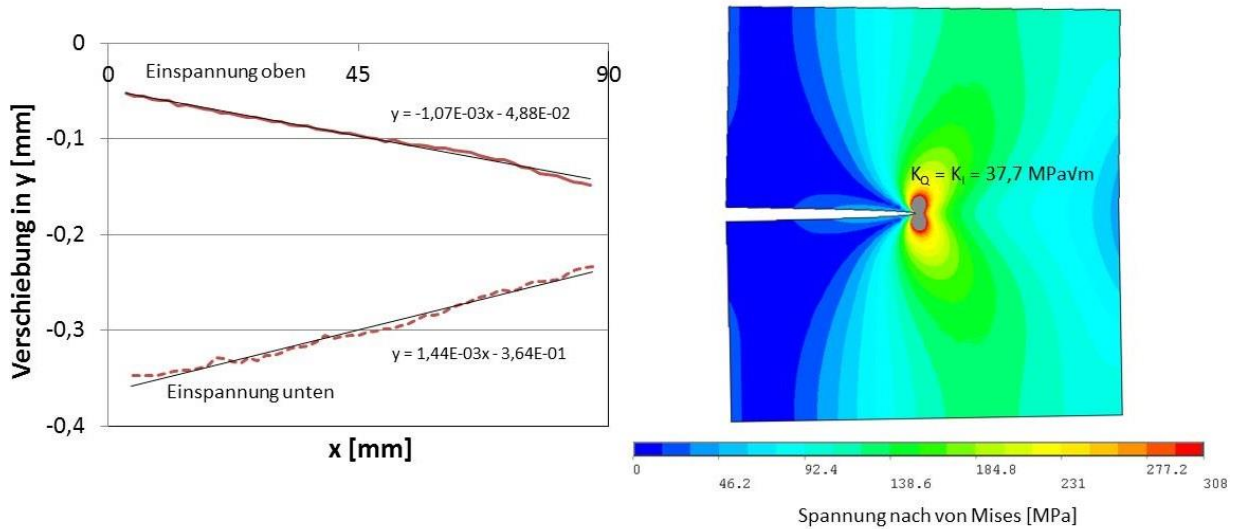 0
-0,1
-0,2
-0,3
-0,4
Verschiebung in y [mm]
0
45
90
x [mm]
Einspannung oben
y = -1,07E-03x - 4,88E-02
y = 1,44E-03x - 3,64E-01
Einspannung unten
K_Q = K_I = 37,7 MPa√m
0
92.4
184.8
277.2
46.2
138.6
231
308
Spannung nach von Mises [MPa]